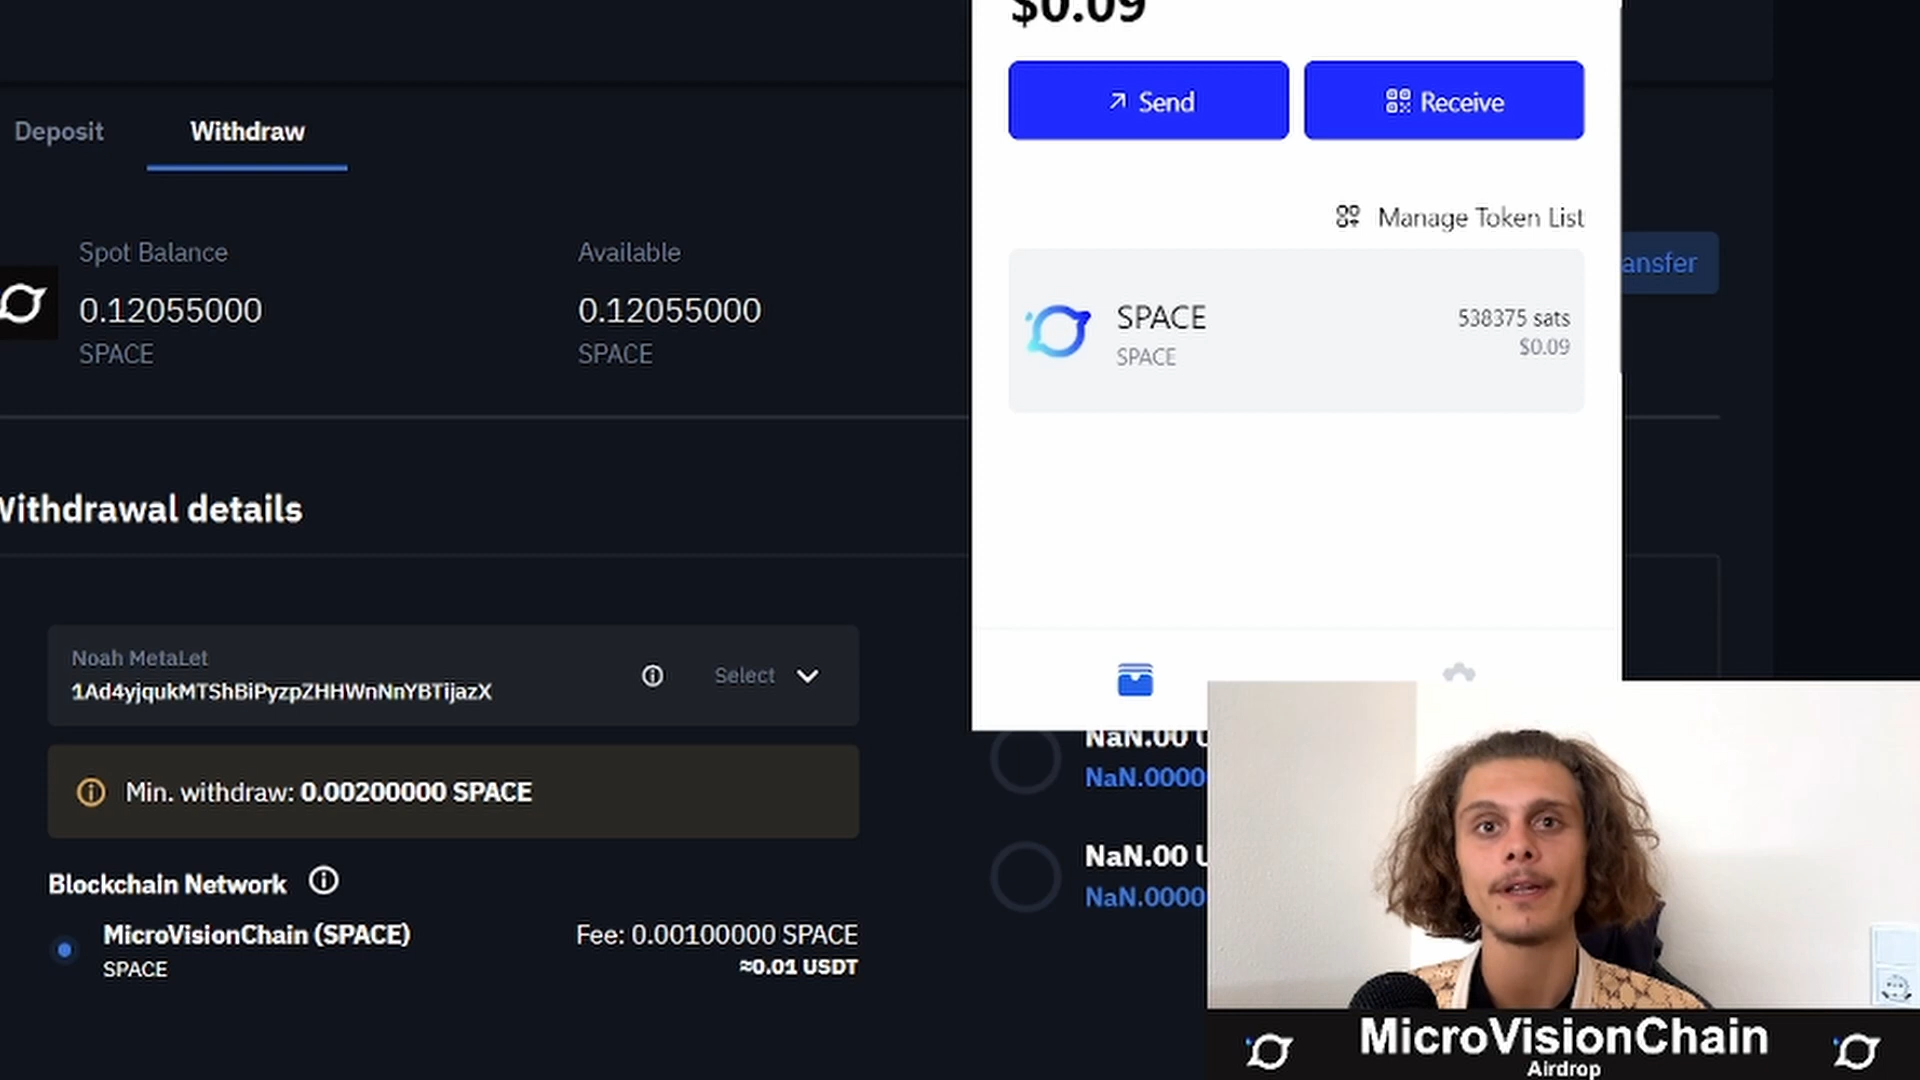 $0.09
Send
Receive
Deposit
Withdraw
Manage Token List
Spot Balance
0.12055000
SPACE
Available
0.12055000
SPACE
ansfer
SPACE
SPACE
538375 sats
$0.09
Withdrawal details
Noah MetaLet
1Ad4yjqukMTShBiPyzpZHHWnNnYBTijazX
Select
Min. withdraw: 0.00200000 SPACE
Blockchain Network
MicroVisionChain (SPACE)
SPACE
Fee: 0.00100000 SPACE
≈0.01 USDT
NaN.00 U
NaN.0000
NaN.00 U
NaN.0000
MicroVisionChain
Airdrop